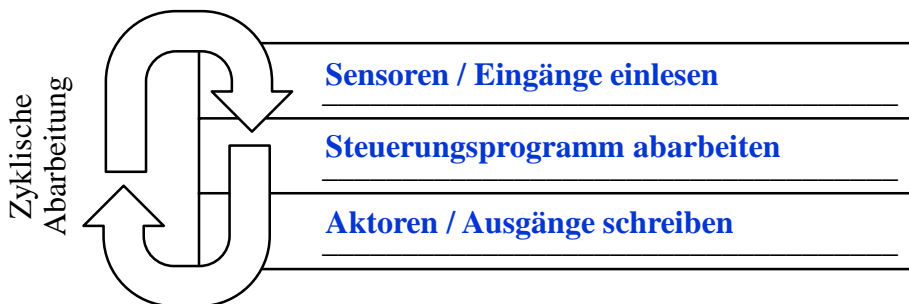 Zyklische
Abarbeitung
Sensoren / Eingänge einlesen
Steuerungsprogramm abarbeiten
Aktoren / Ausgänge schreiben